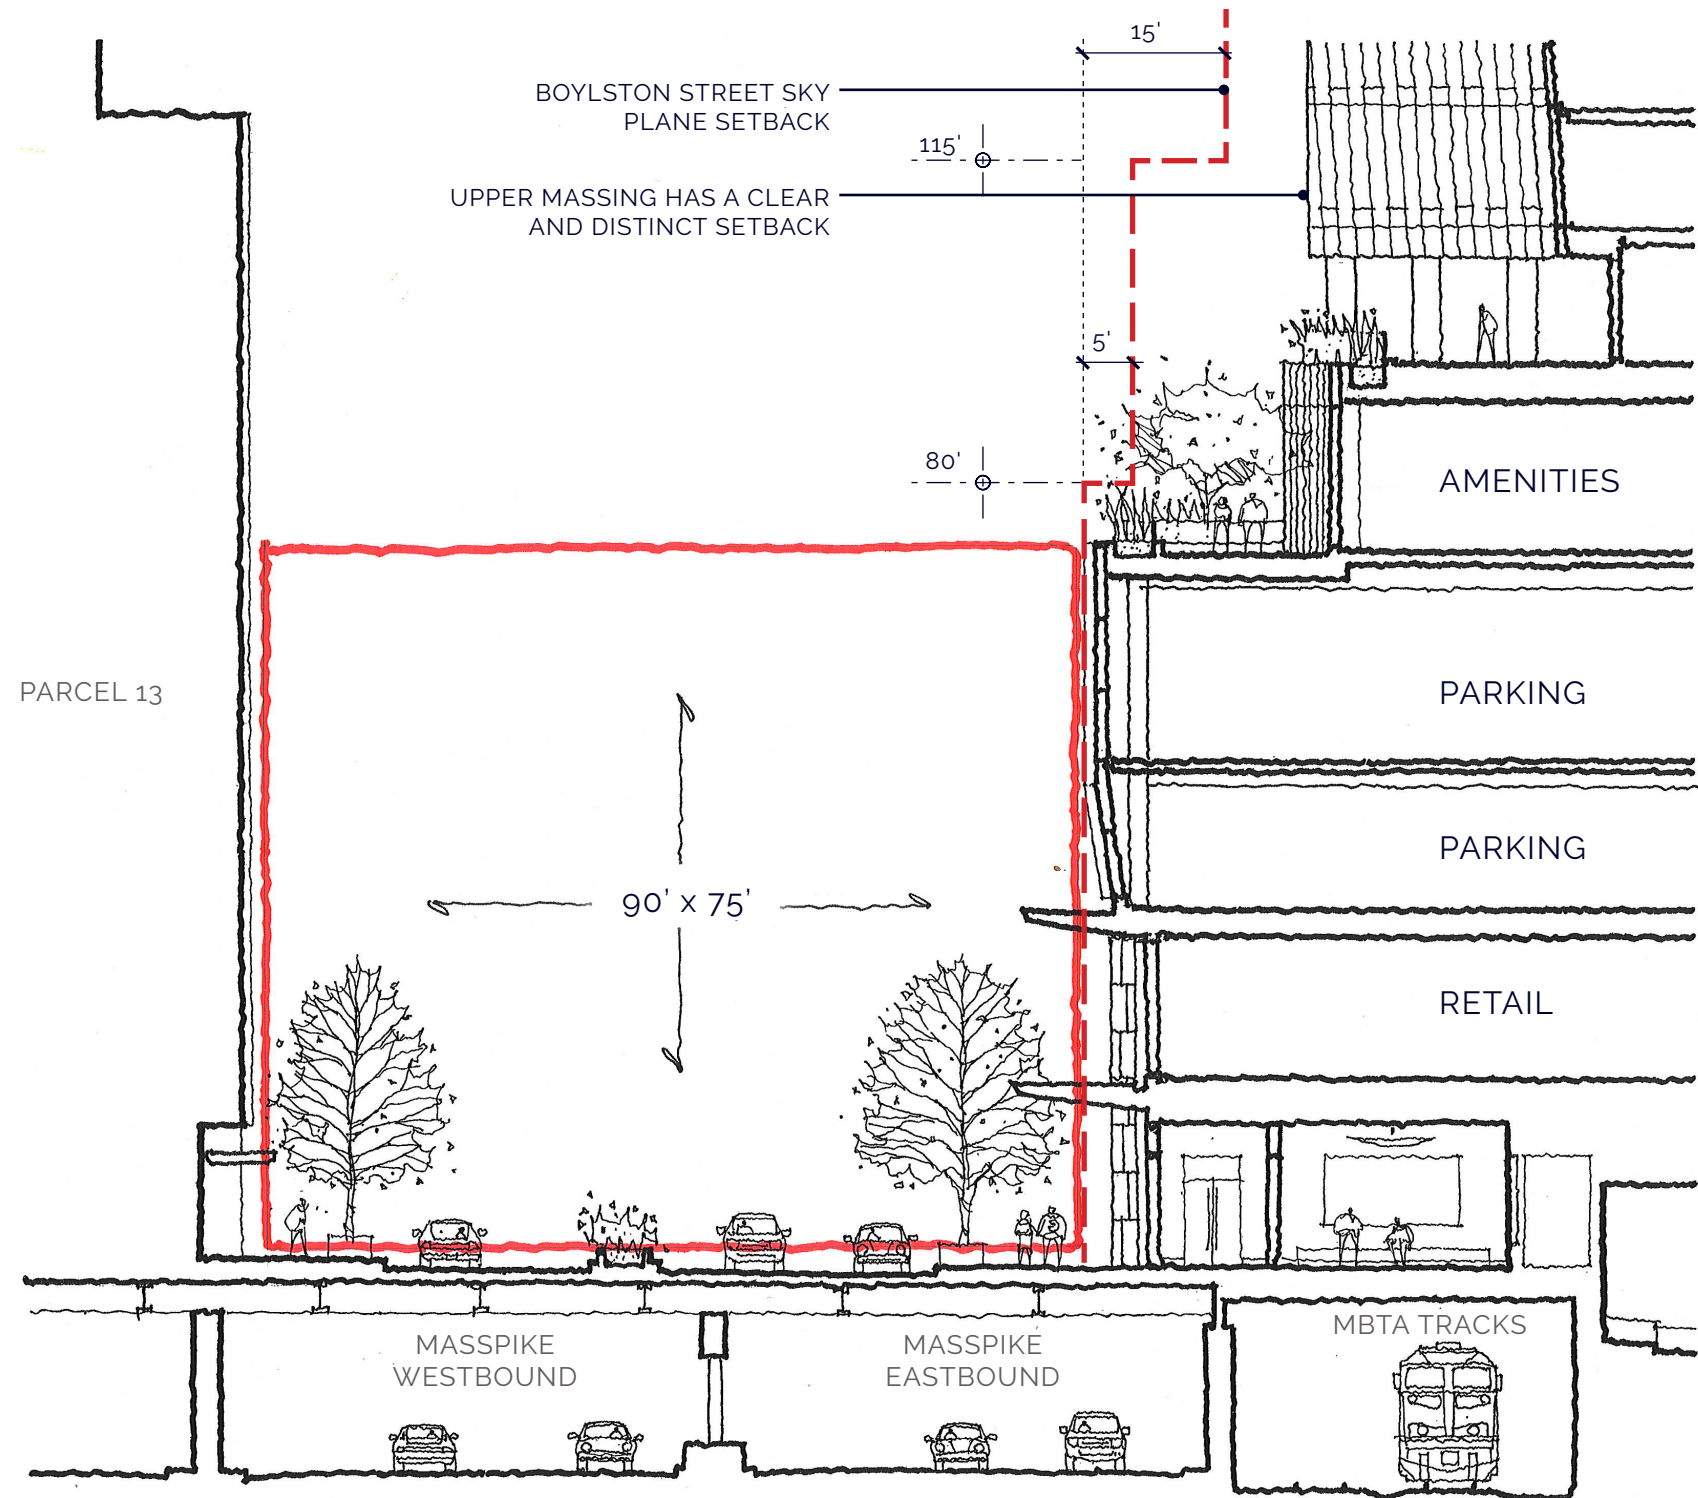 15'
BOYLSTON STREET SKY
PLANE SETBACK
115'
UPPER MASSING HAS A CLEAR
AND DISTINCT SETBACK
5'
80'
AMENITIES
PARCEL 13
PARKING
PARKING
90' x 75'
RETAIL
MASSPIKE
WESTBOUND
MASSPIKE
EASTBOUND
MBTA TRACKS